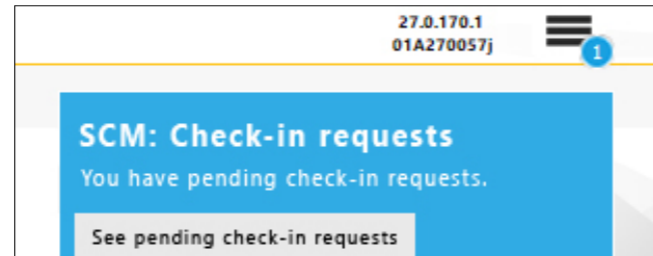 27.0.170.1
01A270057j
1
SCM: Check-in requests
You have pending check-in requests.
See pending check-in requests